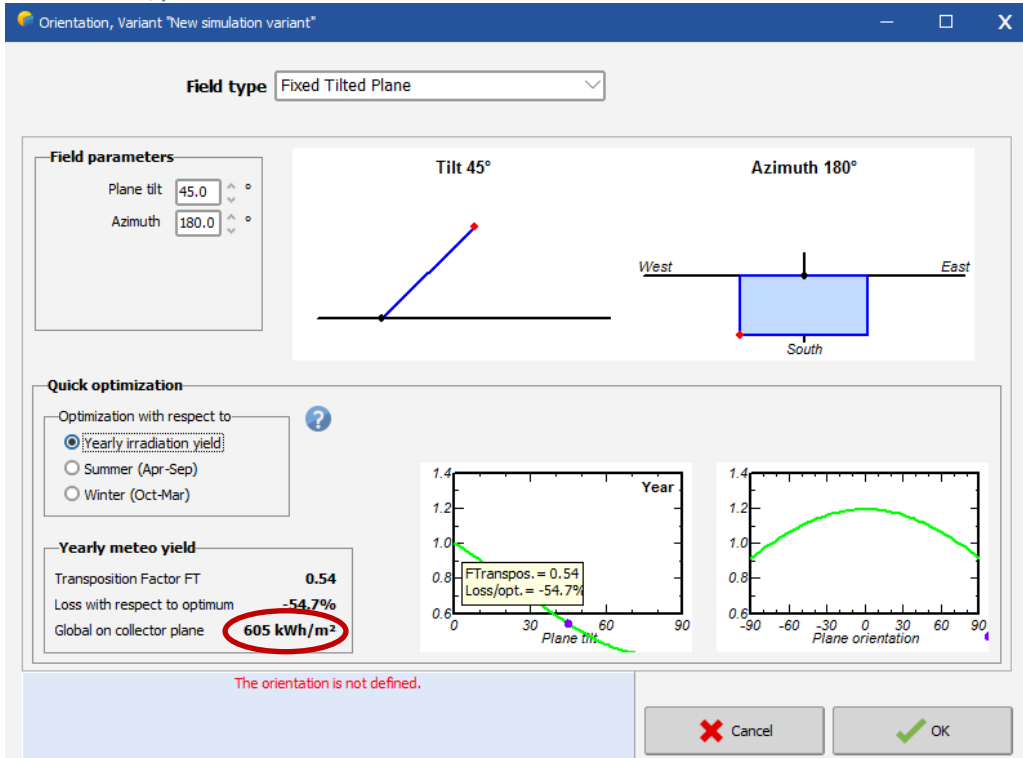 Orientation, Variant "New simulation variant"
Field type Fixed Tilted Plane
Field parameters
Plane tilt 45.0 °
Azimuth 180.0 °
Tilt 45°
Azimuth 180°
West East
South
Quick optimization
Optimization with respect to
Yearly irradiation yield
Summer (Apr-Sep)
Winter (Oct-Mar)
?
Yearly meteo yield
Transposition Factor FT 0.54
Loss with respect to optimum -54.7%
Global on collector plane 605 kWh/m²
Year
1.4
1.2
1.0
0.8
0.6
FTranspos. = 0.54
Loss/opt. = -54.7%
0 30 60 90
Plane tilt
1.4
1.2
1.0
0.8
0.6
-90 -60 -30 0 30 60 90
Plane orientation
The orientation is not defined.
Cancel
OK